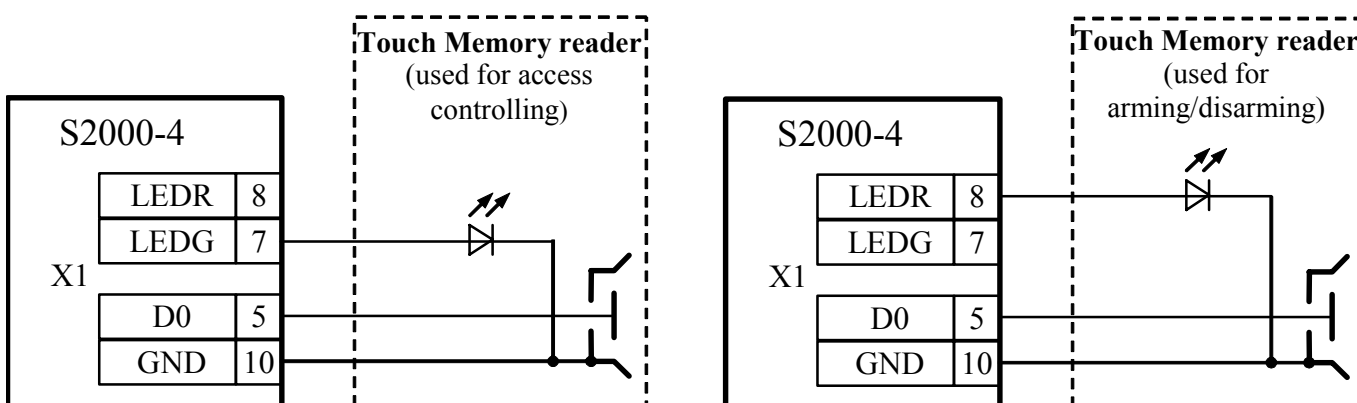 Touch Memory reader
(used for access
controlling)
S2000-4
LEDR 8
LEDG 7
X1
D0 5
GND 10
Touch Memory reader
(used for
arming/disarming)
S2000-4
LEDR 8
LEDG 7
X1
D0 5
GND 10